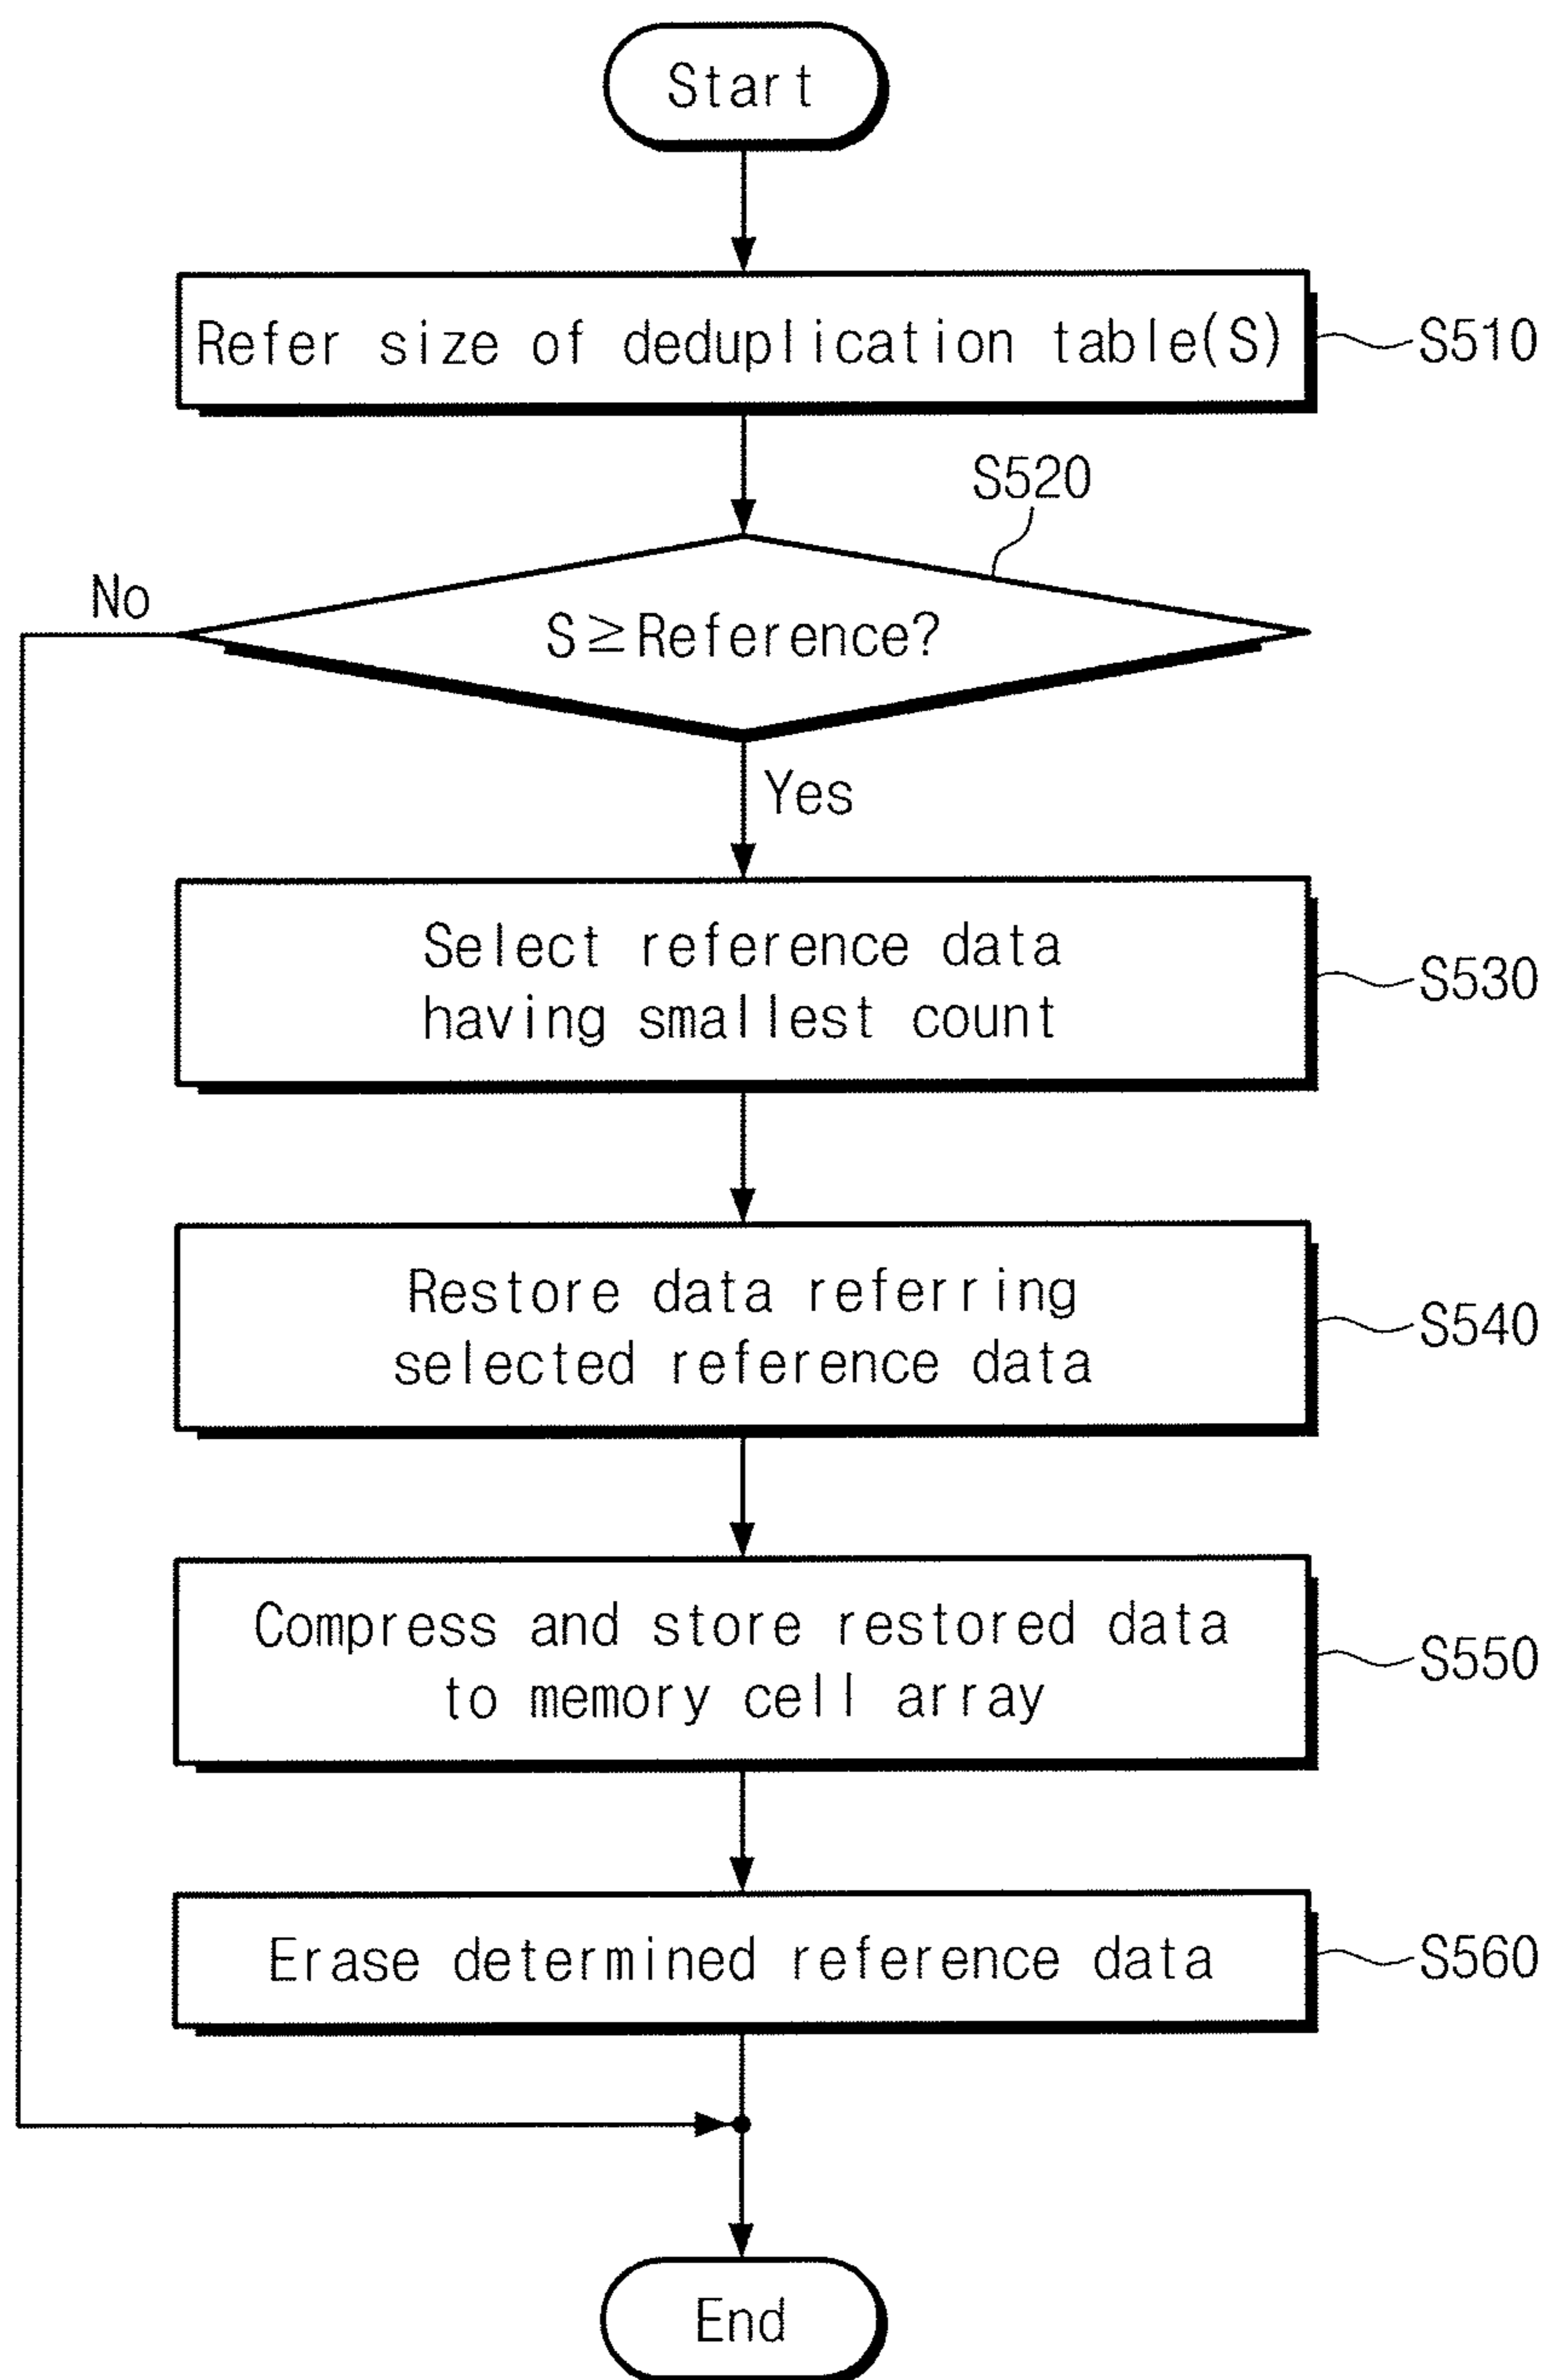 Start
Refer size of deduplication table(S)
S510
S520
No
S≥Reference?
Yes
Select reference data
having smallest count
S530
Restore data referring
selected reference data
S540
Compress and store restored data
to memory cell array
S550
Erase determined reference data
S560
End